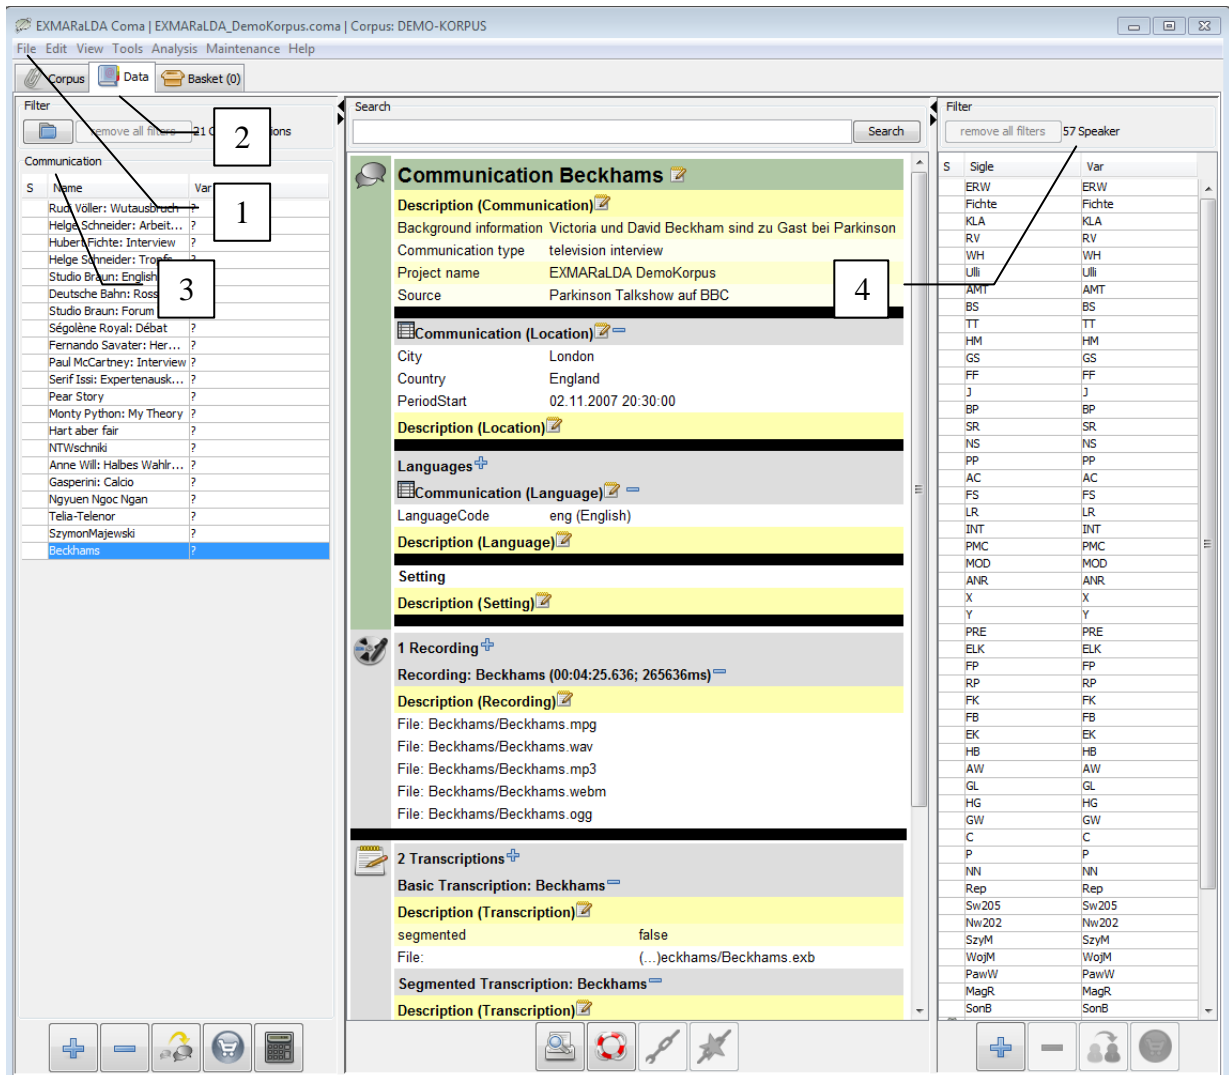 EXMARaLDA Coma | EXMARaLDA_DemoKorpus.coma | Corpus: DEMO-KORPUS
File Edit View Tools Analysis Maintenance Help
Corpus Data Basket (0)
Filter
remove all filters 21
2
Communication
S Name Var
Rudi Völler: Wutausbruch ?
Helge Schneider: Arbeit... ?
Hubert Fichte: Interview ?
Helge Schneider:
Studio Braun: English
Deutsche Bahn:
Studio Braun: Forum
Ségolène Royal: Débat ?
Fernando Savater: Her... ?
Paul McCartney: Interview ?
Serif Issi: Expertenausk... ?
Pear Story ?
Monty Python: My Theory ?
Hart aber fair ?
NTWschniki ?
Anne Will: Halbes Wahlr... ?
Gasperini: Calcio ?
Ngyuen Ngoc Ngan ?
Telia-Telenor ?
SzymonMajewski ?
Beckhams ?
1
3
Search
Search
Communication Beckhams
Description (Communication)
Background information Victoria und David Beckham sind zu Gast bei Parkinson
Communication type television interview
Project name EXMARaLDA DemoKorpus
Source Parkinson Talkshow auf BBC
Communication (Location)
City London
Country England
PeriodStart 02.11.2007 20:30:00
Description (Location)
Languages
Communication (Language)
LanguageCode eng (English)
Description (Language)
Setting
Description (Setting)
1 Recording
Recording: Beckhams (00:04:25.636; 265636ms)
Description (Recording)
File: Beckhams/Beckhams.mpg
File: Beckhams/Beckhams.wav
File: Beckhams/Beckhams.mp3
File: Beckhams/Beckhams.webm
File: Beckhams/Beckhams.ogg
2 Transcriptions
Basic Transcription: Beckhams
Description (Transcription)
segmented false
File: (...)eckhams/Beckhams.exb
Segmented Transcription: Beckhams
Description (Transcription)
4
Filter
remove all filters 57 Speaker
S Sigle Var
ERW ERW
Fichte Fichte
KLA KLA
RV RV
WH WH
Ulli Ulli
AMT AMT
BS BS
TT TT
HM HM
GS GS
FF FF
J J
BP BP
SR SR
NS NS
PP PP
AC AC
FS FS
LR LR
INT INT
PMC PMC
MOD MOD
ANR ANR
X X
Y Y
PRE PRE
ELK ELK
FP FP
RP RP
FK FK
FB FB
EK EK
HB HB
AW AW
GL GL
HG HG
GW GW
C C
P P
NN NN
Rep Rep
Sw205 Sw205
Nw202 Nw202
SzyM SzyM
WojM WojM
PawW PawW
MagR MagR
SonB SonB